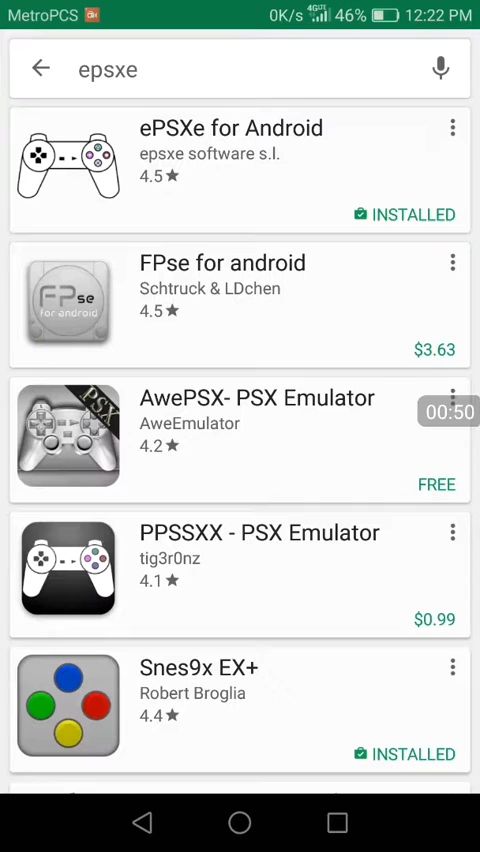 MetroPCS 0K/s 4G LTE 46% 12:22 PM
epsxe
ePSXe for Android
epsxe software s.l.
4.5★
INSTALLED
FPse for android
Schtruck & LDchen
4.5★
FPse
for android
$3.63
AwePSX- PSX Emulator
AweEmulator
4.2★
PSX
00:50
FREE
PPSSXX - PSX Emulator
tig3r0nz
4.1★
$0.99
Snes9x EX+
Robert Broglia
4.4★
INSTALLED